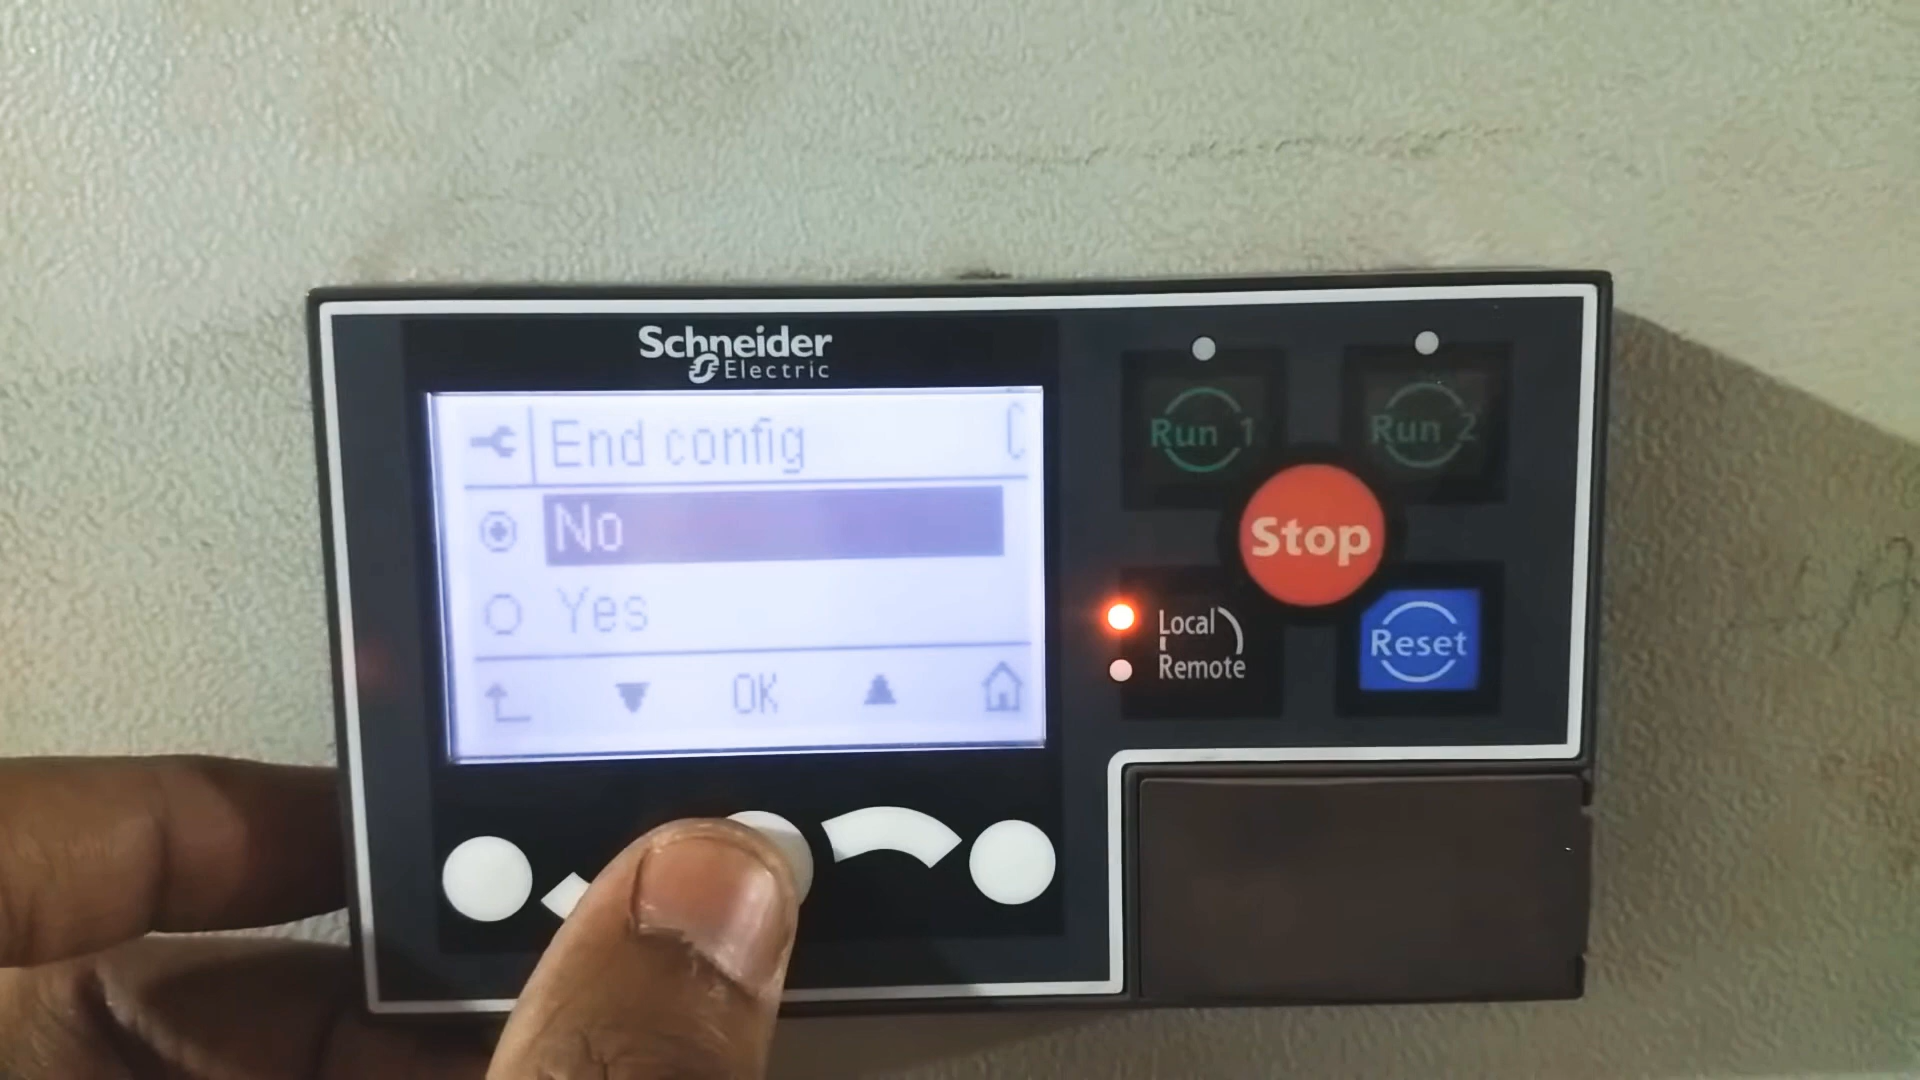 Schneider
Electric
End config
No
Yes
OK
Run 1
Run 2
Stop
Local
Remote
Reset